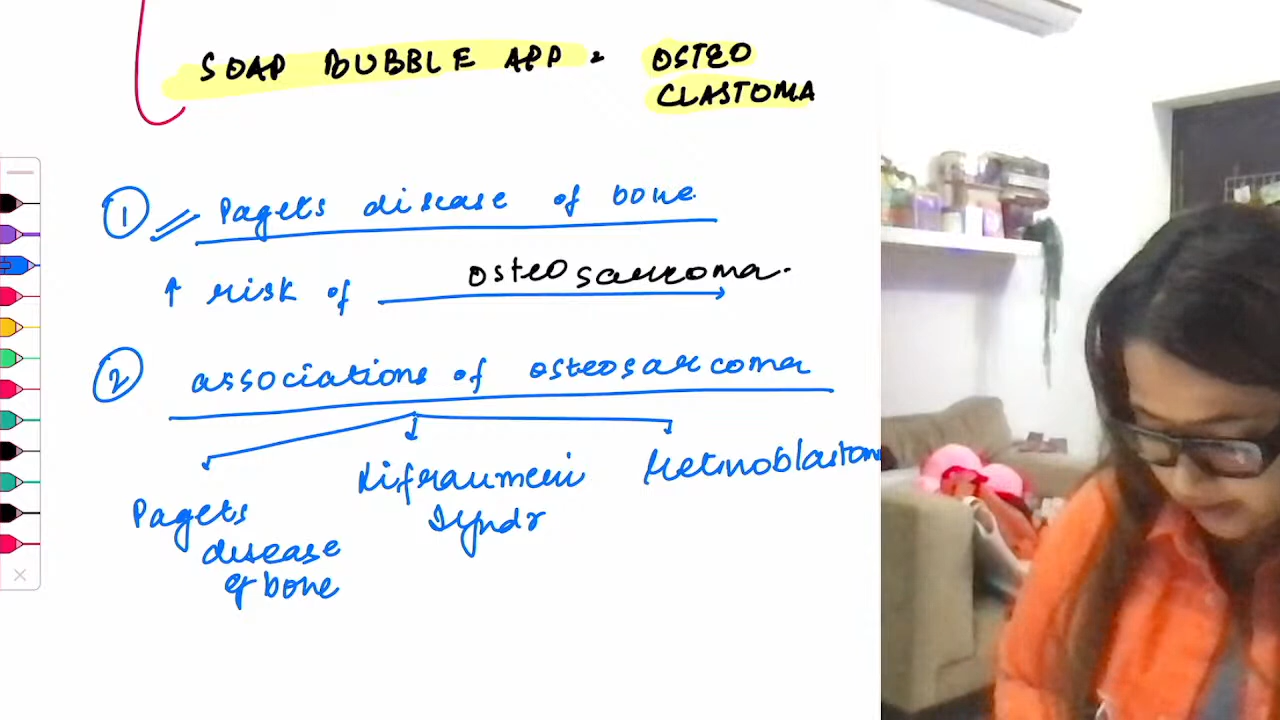 SOAP BUBBLE APP. OSTEO
CLASTOMA
1 Pagets disease of bone
↑ risk of osteosarcoma.
2 associations of osteosarcoma
Pagets
disease
of bone
Lifraumeni
Syndr
Retinoblastom